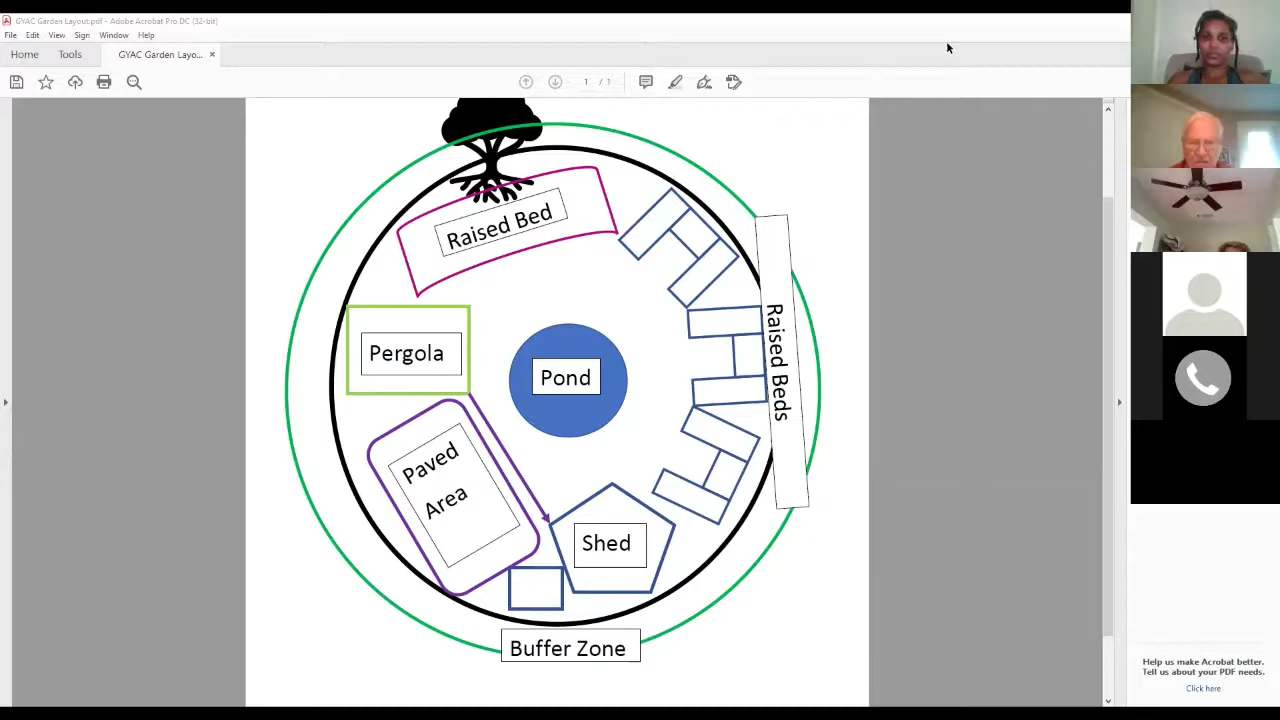 GYAC Garden Layout.pdf - Adobe Acrobat Pro DC (32-bit)
File Edit View Sign Window Help
Home Tools GYAC Garden Layo... ×
1 / 1
Raised Bed
Raised Beds
Pergola
Pond
Paved
Area
Shed
Buffer Zone
Help us make Acrobat better.
Tell us about your PDF needs.
Click here